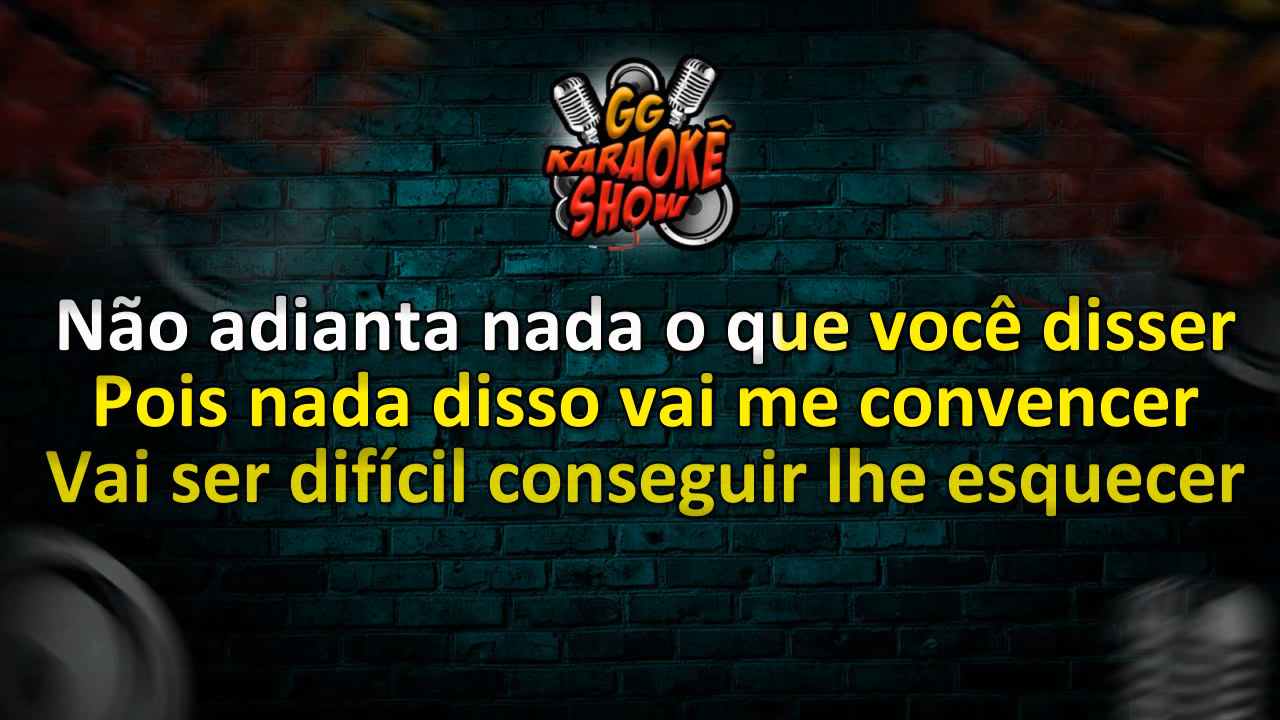 GG
KARAOKÊ
SHOW
Não adianta nada o que você disser
Pois nada disso vai me convencer
Vai ser difícil conseguir lhe esquecer